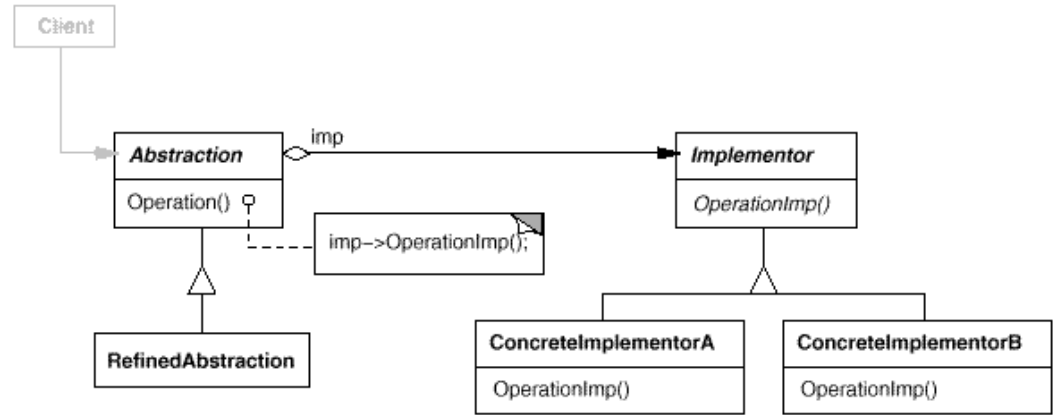 Client
imp
Abstraction
Implementor
Operation()
OperationImp()
imp->OperationImp();
RefinedAbstraction
ConcreteImplementorA
ConcreteImplementorB
OperationImp()
OperationImp()